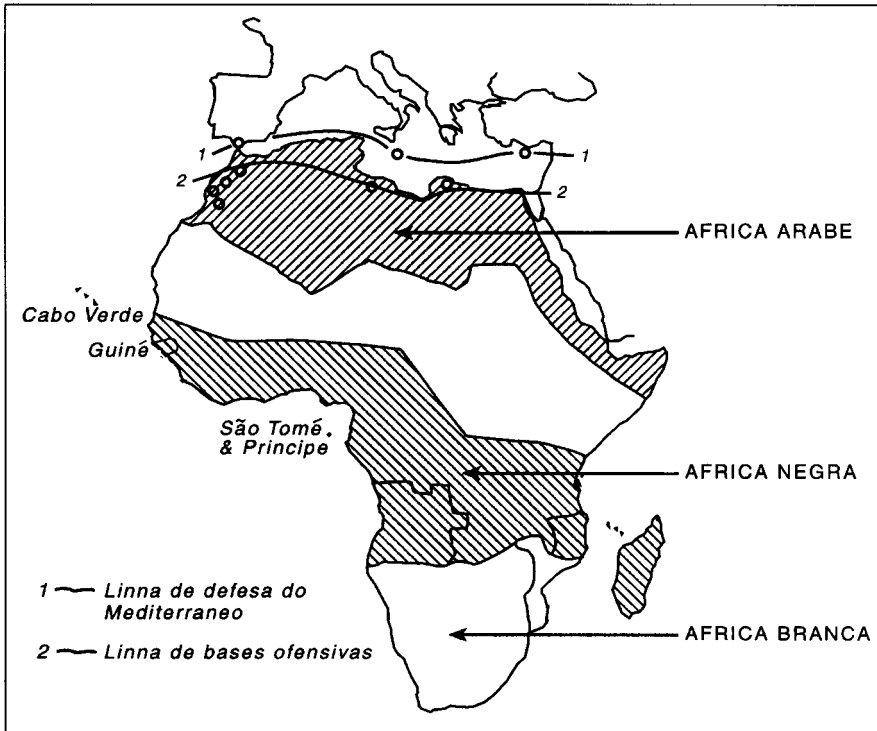 1
1
2
2
AFRICA ARABE
Cabo Verde
Guiné
São Tomé
& Principe
AFRICA NEGRA
1 Linna de defesa do
Mediterraneo
AFRICA BRANCA
2 Linna de bases ofensivas